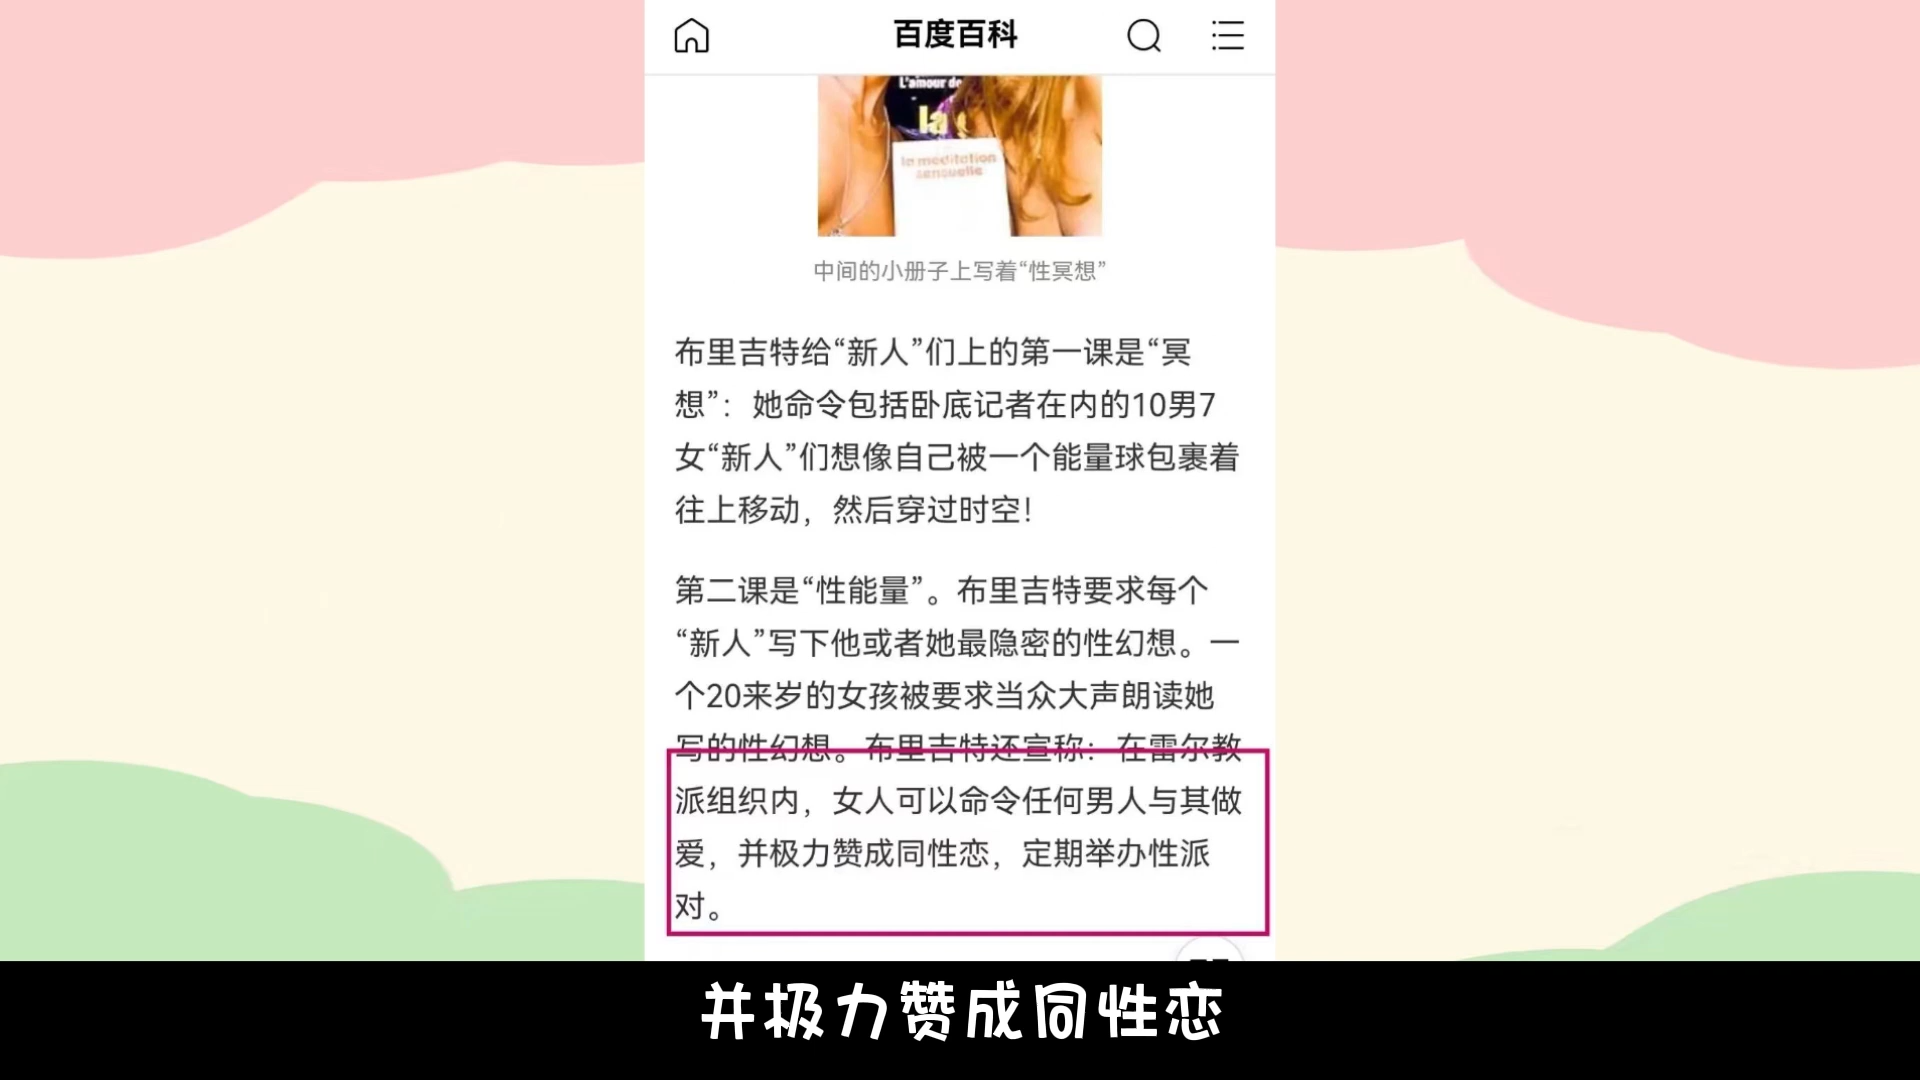 百度百科
L'amour de
la
la meditation
sensuelle
中间的小册子上写着“性冥想”
布里吉特给“新人”们上的第一课是“冥
想”：她命令包括卧底记者在内的10男7
女“新人”们想像自己被一个能量球包裹着
往上移动，然后穿过时空！
第二课是“性能量”。布里吉特要求每个
“新人”写下他或者她最隐密的性幻想。一
个20来岁的女孩被要求当众大声朗读她
写的性幻想。布里吉特还宣称：在雷尔教
派组织内，女人可以命令任何男人与其做
爱，并极力赞成同性恋，定期举办性派
对。
并极力赞成同性恋